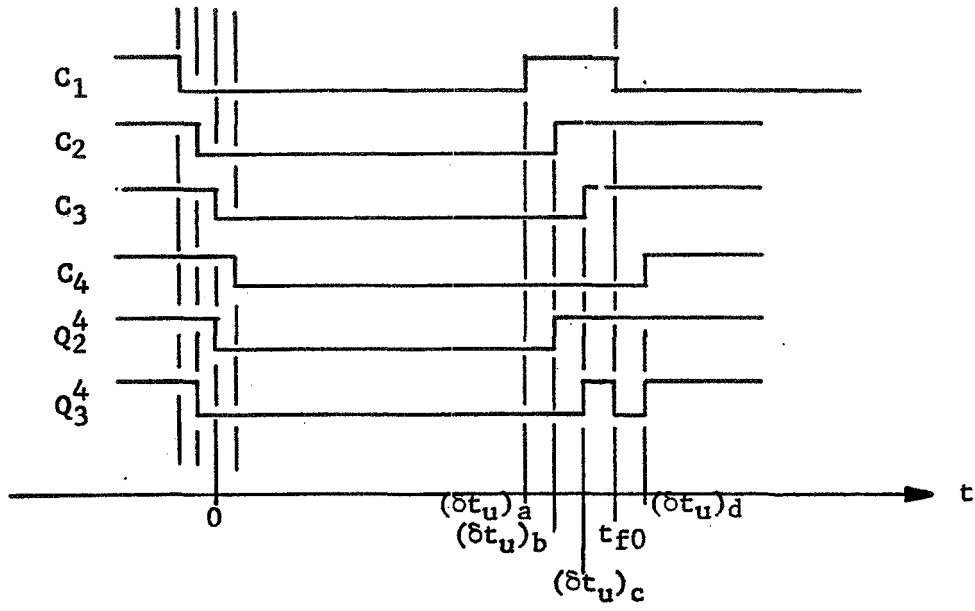 C1
C2
C3
C4
Q2^4
Q3^4
t
0
(δtu)a
(δtu)b
(δtu)c
tf0
(δtu)d